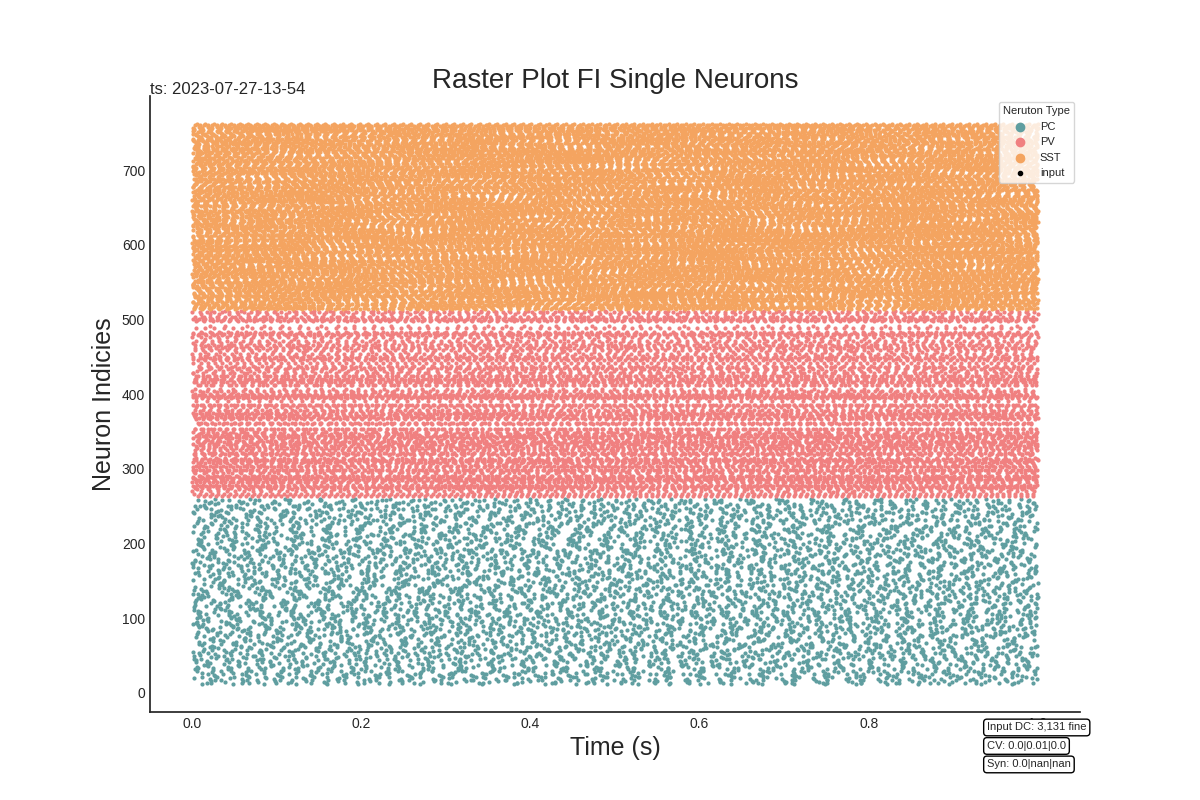 Raster Plot FI Single Neurons
ts: 2023-07-27-13-54
Neruton Type
PC
PV
SST
input
Neuron Indicies
700
600
500
400
300
200
100
0
0.0 0.2 0.4 0.6 0.8
Time (s)
Input DC: 3,131 fine
CV: 0.0|0.01|0.0
Syn: 0.0|nan|nan